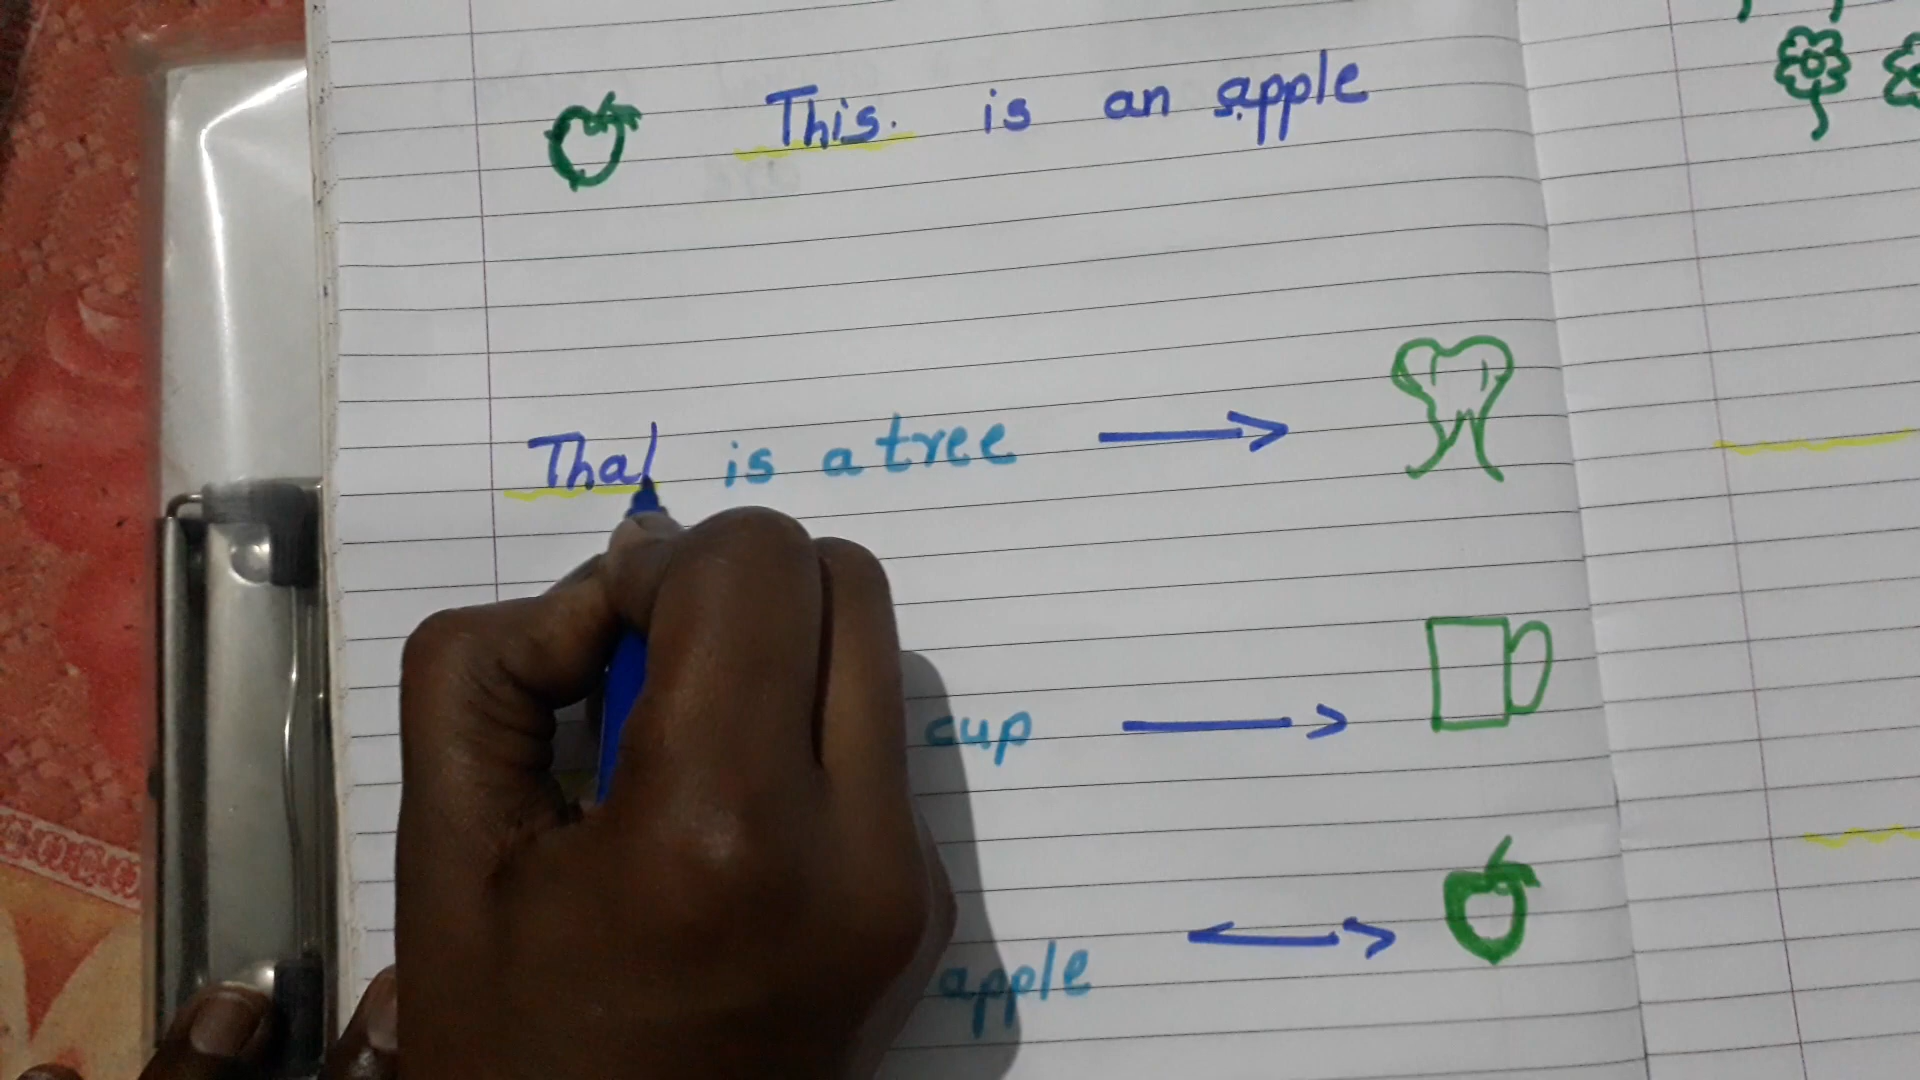 This. is an apple
Thal is a tree
cup
apple